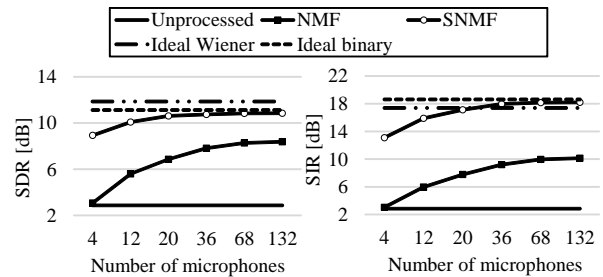 Unprocessed NMF SNMF
Ideal Wiener Ideal binary
SDR [dB]
14
10
6
2
4 12 20 36 68 132
Number of microphones
SIR [dB]
22
18
14
10
6
2
4 12 20 36 68 132
Number of microphones